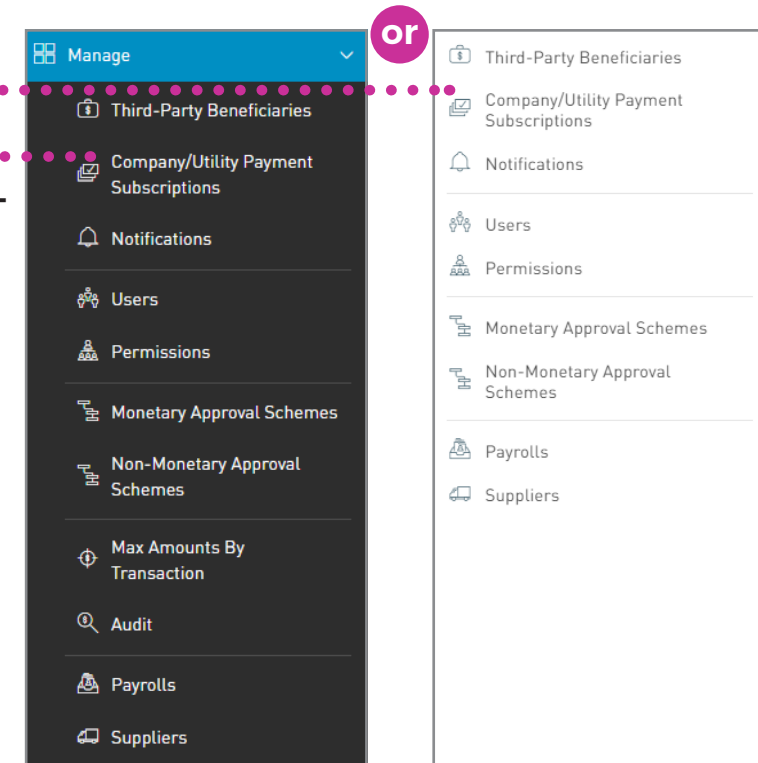 Manage
Third-Party Beneficiaries
Company/Utility Payment
Subscriptions
Notifications
Users
Permissions
Monetary Approval Schemes
Non-Monetary Approval
Schemes
Max Amounts By
Transaction
Audit
Payrolls
Suppliers
or
Third-Party Beneficiaries
Company/Utility Payment
Subscriptions
Notifications
Users
Permissions
Monetary Approval Schemes
Non-Monetary Approval
Schemes
Payrolls
Suppliers